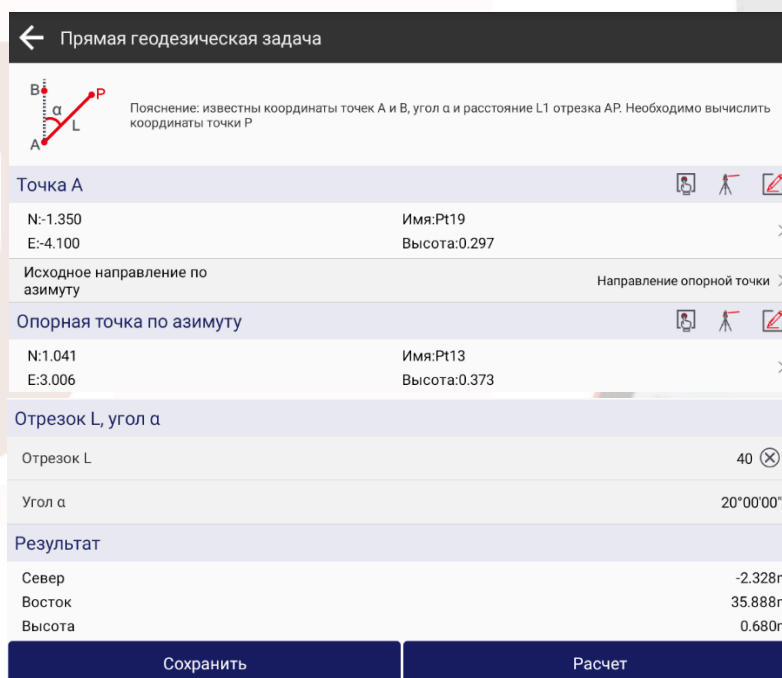 Прямая геодезическая задача
B
P
α
L
A
Пояснение: известны координаты точек А и В, угол α и расстояние L1 отрезка АР. Необходимо вычислить
координаты точки Р
Точка А
N:-1.350
Имя:Pt19
E:-4.100
Высота:0.297
Исходное направление по
азимуту
Направление опорной точки
Опорная точка по азимуту
N:1.041
Имя:Pt13
E:3.006
Высота:0.373
Отрезок L, угол α
Отрезок L
40
Угол α
20°00'00"
Результат
Север
-2.328
Восток
35.888
Высота
0.680
Сохранить
Расчет